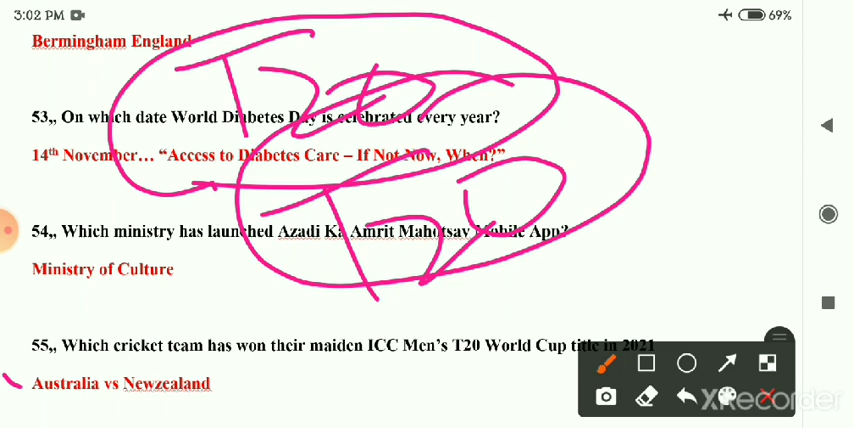 3:02 PM
69%
Bermingham England
53,, On which date World Diabetes Day is celebrated every year?
14th November… “Access to Diabetes Care – If Not Now, When?”
54,, Which ministry has launched Azadi Ka Amrit Mahotsav Mobile App?
Ministry of Culture
55,, Which cricket team has won their maiden ICC Men’s T20 World Cup title in 2021
Australia vs Newzealand
T20
T20
XRecorder